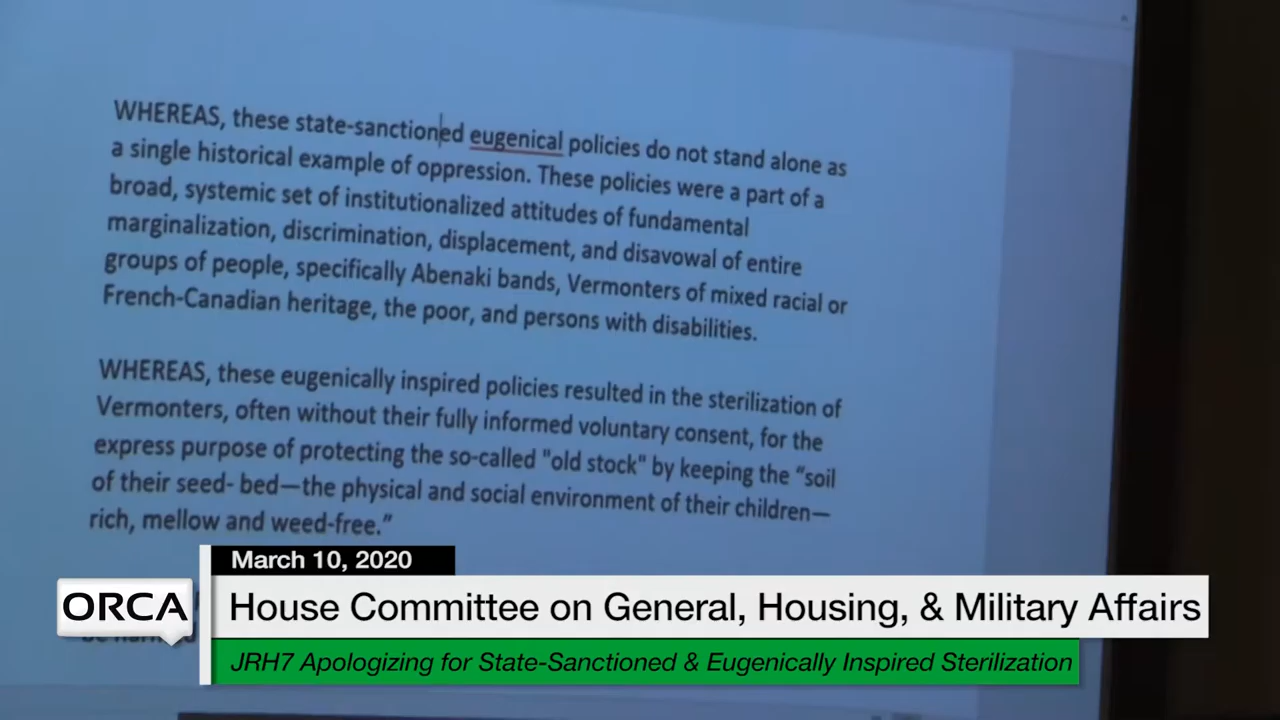 WHEREAS, these state-sanctioned eugenical policies do not stand alone as
a single historical example of oppression. These policies were a part of a
broad, systemic set of institutionalized attitudes of fundamental
marginalization, discrimination, displacement, and disavowal of entire
groups of people, specifically Abenaki bands, Vermonters of mixed racial or
French-Canadian heritage, the poor, and persons with disabilities.
WHEREAS, these eugenically inspired policies resulted in the sterilization of
Vermonters, often without their fully informed voluntary consent, for the
express purpose of protecting the so-called "old stock" by keeping the “soil
of their seed- bed—the physical and social environment of their children—
rich, mellow and weed-free.”
March 10, 2020
ORCA
House Committee on General, Housing, & Military Affairs
JRH7 Apologizing for State-Sanctioned & Eugenically Inspired Sterilization